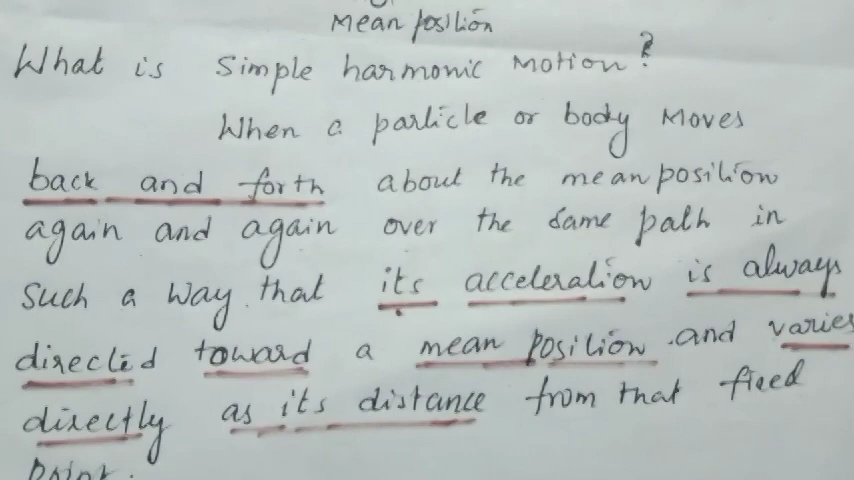 Mean position
What is Simple harmonic Motion?
When a particle or body Moves
back and forth about the mean position
again and again over the same path in
Such a way that its acceleration is always
directed toward a mean position and varies
directly as its distance from that fixed
point.